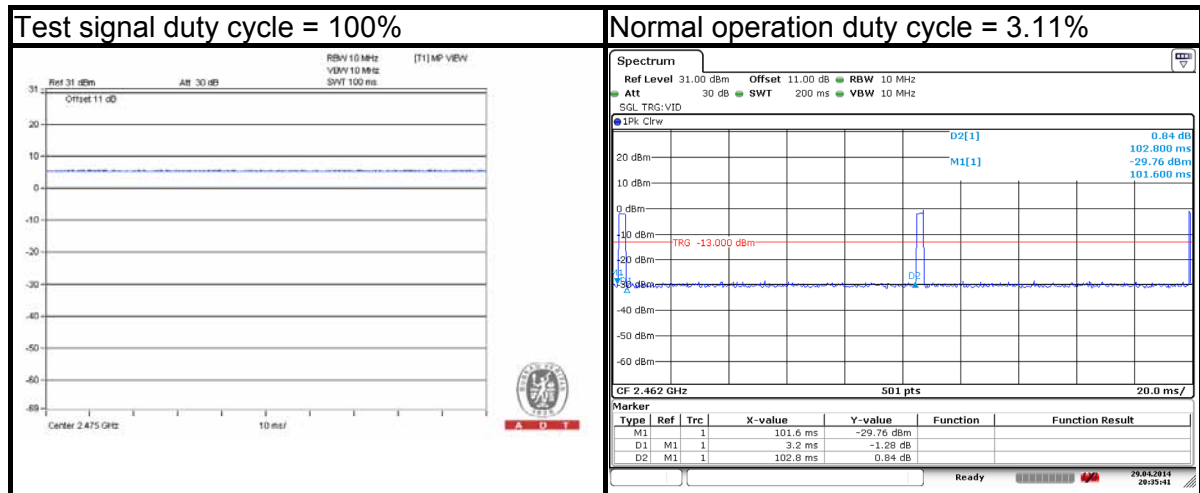 Test signal duty cycle = 100%
Normal operation duty cycle = 3.11%
RBW 10 MHz [T1] MP VIEW
VBW 10 MHz
Ref 31 dBm Att 30 dB SWT 100 ms
31
Offset 11 dB
20
10
0
-10
-20
-30
-40
-50
-60
-69
Center 2.475 GHz 10 ms/
BUREAU VERITAS
1828
A D T
Spectrum
Ref Level 31.00 dBm Offset 11.00 dB RBW 10 MHz
Att 30 dB SWT 200 ms VBW 10 MHz
SGL TRG:VID
1Pk Clrw
D2[1] 0.84 dB
102.800 ms
M1[1] -29.76 dBm
101.600 ms
20 dBm
10 dBm
0 dBm
-10 dBm
TRG -13.000 dBm
-20 dBm
M1
D1
D2
-30 dBm
-40 dBm
-50 dBm
-60 dBm
CF 2.462 GHz 501 pts 20.0 ms/
Marker
Type Ref Trc X-value Y-value Function Function Result
M1 1 101.6 ms -29.76 dBm
D1 M1 1 3.2 ms -1.28 dB
D2 M1 1 102.8 ms 0.84 dB
Ready 29.04.2014
20:35:41